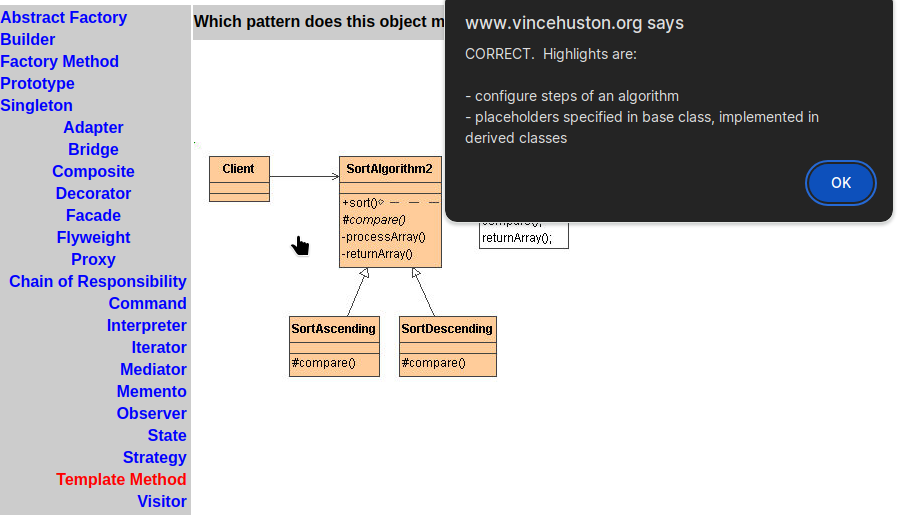 Abstract Factory
Builder
Factory Method
Prototype
Singleton
Adapter
Bridge
Composite
Decorator
Facade
Flyweight
Proxy
Chain of Responsibility
Command
Interpreter
Iterator
Mediator
Memento
Observer
State
Strategy
Template Method
Visitor
Which pattern does this object m
www.vincehuston.org says
CORRECT. Highlights are:
- configure steps of an algorithm
- placeholders specified in base class, implemented in
derived classes
OK
Client
SortAlgorithm2
+sort()
#compare()
-processArray()
-returnArray()
compare();
returnArray();
SortAscending
#compare()
SortDescending
#compare()